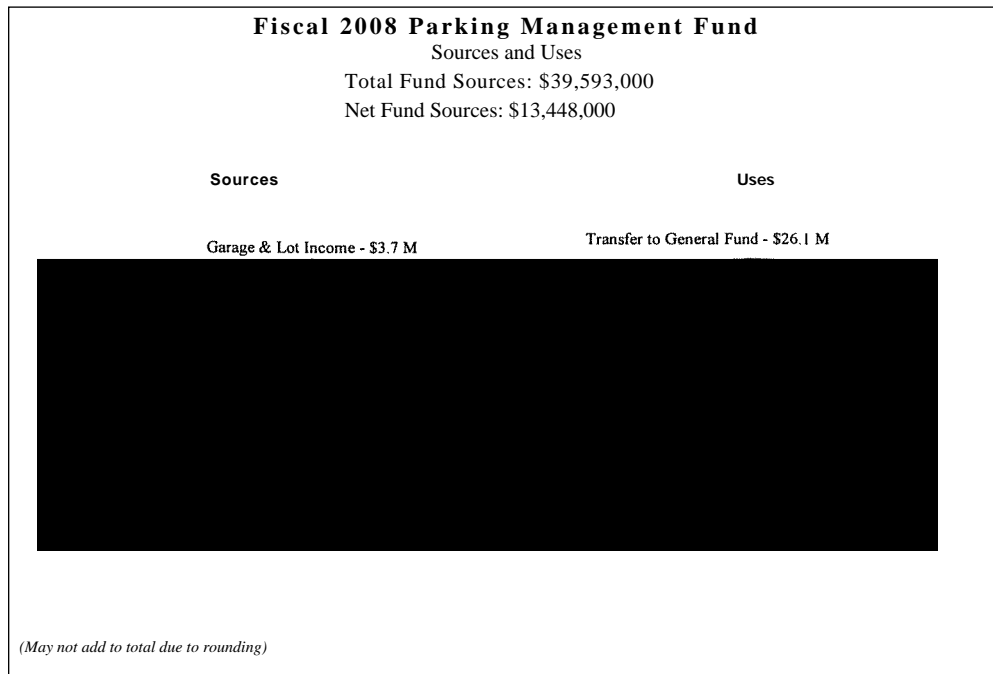 Fiscal 2008 Parking Management Fund
Sources and Uses
Total Fund Sources: $39,593,000
Net Fund Sources: $13,448,000
Sources
Uses
Garage & Lot Income - $3.7 M
Transfer to General Fund - $26.1 M
(May not add to total due to rounding)